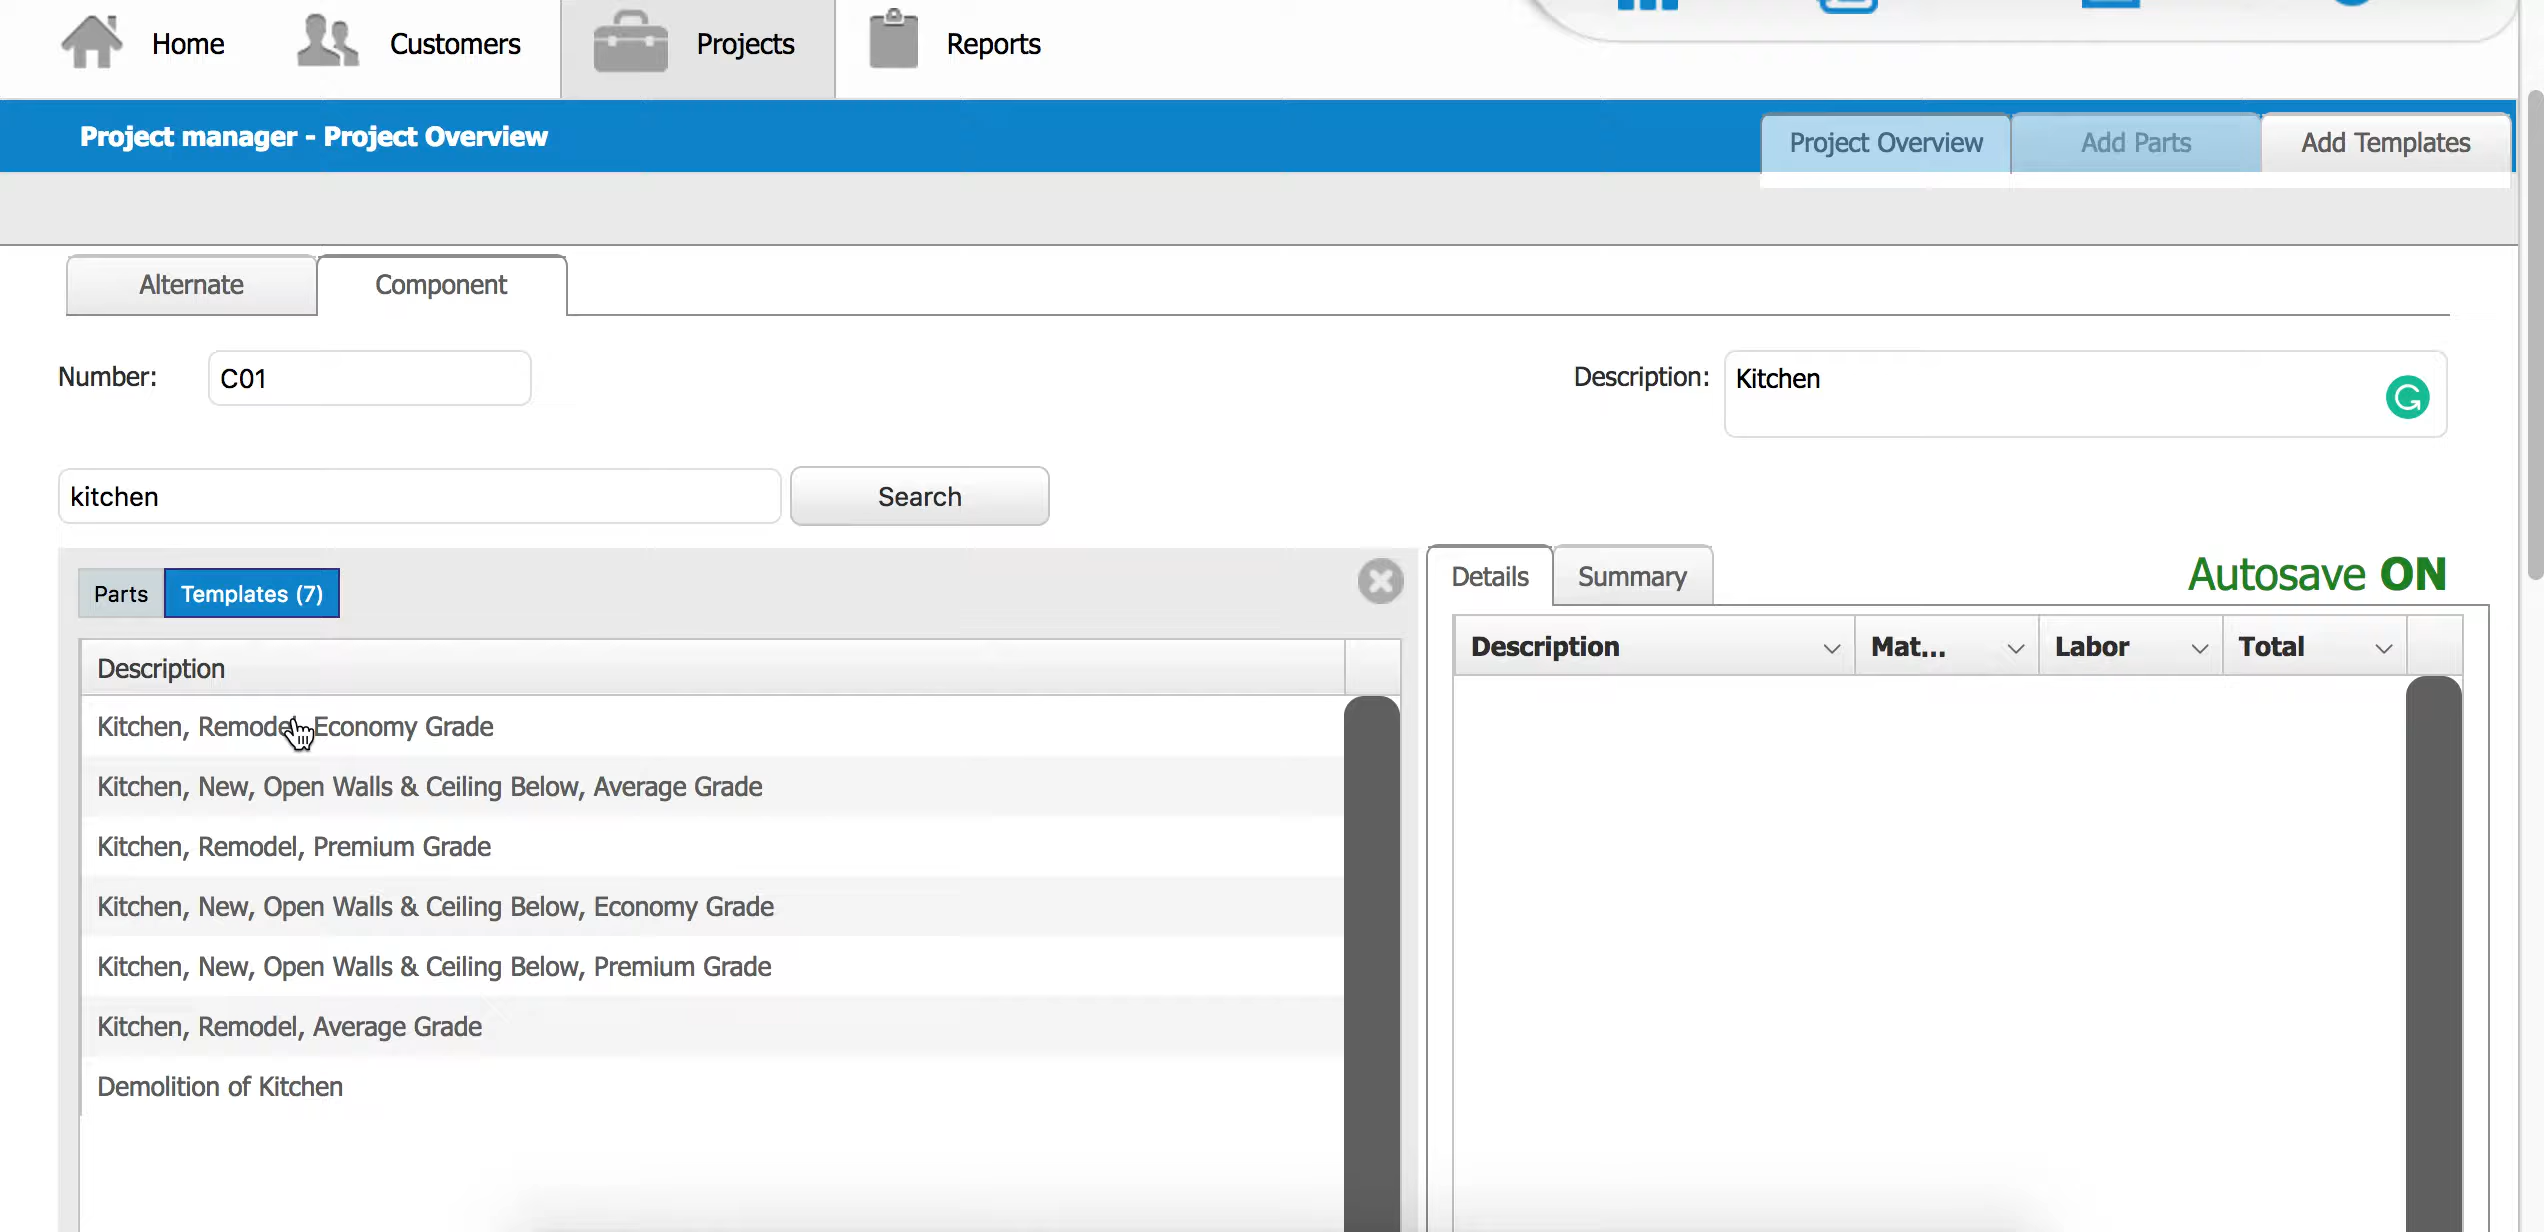 Home
Customers
Projects
Reports
Project manager - Project Overview
Project Overview
Add Parts
Add Templates
Alternate
Component
Number:
C01
Description:
Kitchen
kitchen
Search
Parts
Templates (7)
Details
Summary
Autosave ON
Description
Description
Mat...
Labor
Total
Kitchen, Remodel, Economy Grade
Kitchen, New, Open Walls & Ceiling Below, Average Grade
Kitchen, Remodel, Premium Grade
Kitchen, New, Open Walls & Ceiling Below, Economy Grade
Kitchen, New, Open Walls & Ceiling Below, Premium Grade
Kitchen, Remodel, Average Grade
Demolition of Kitchen